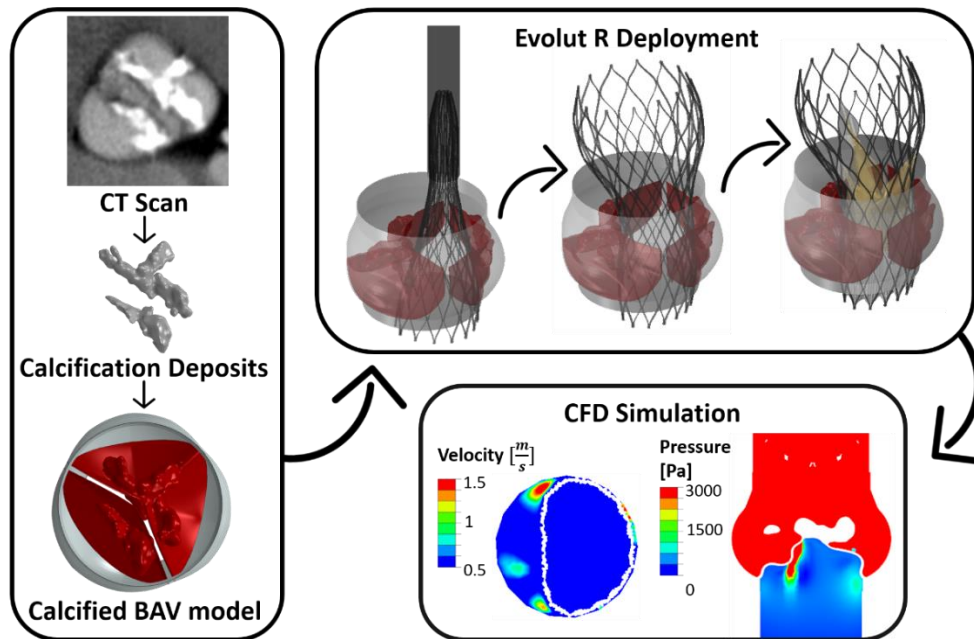 CT Scan
Calcification Deposits
Calcified BAV model
Evolut R Deployment
CFD Simulation
Velocity [m/s]
1.5
1
0.5
Pressure
[Pa]
3000
1500
0